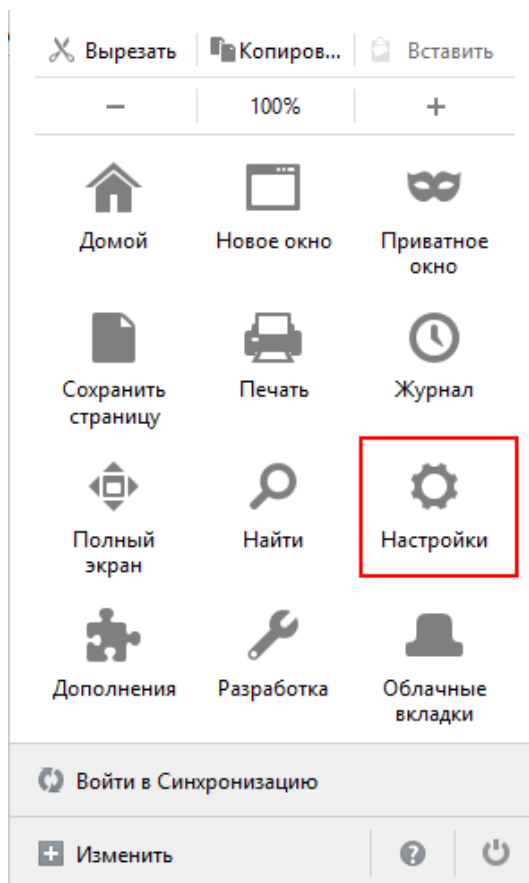 Вырезать Копиров... Вставить
− 100% +
Домой Новое окно Приватное
окно
Сохранить Печать Журнал
страницу
Полный Найти Настройки
экран
Дополнения Разработка Облачные
вкладки
Войти в Синхронизацию
Изменить ?